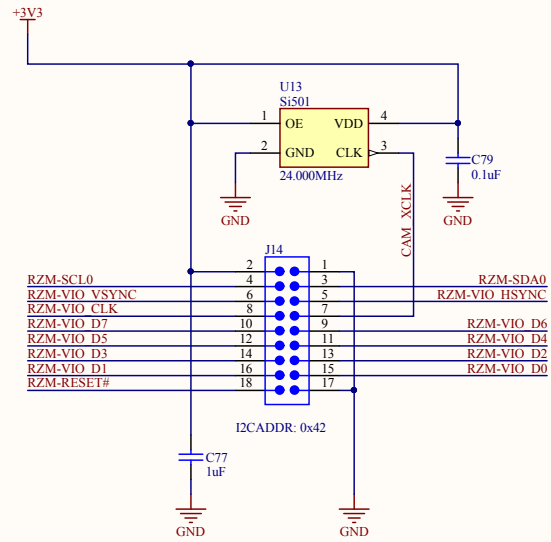 +3V3
U13
Si501
1 OE VDD 4
2 GND CLK 3
24.000MHz
C79
0.1uF
GND
GND
CAM_XCLK
J14
2 1
RZM-SCL0 4 3 RZM-SDA0
RZM-VIO_VSYNC 6 5 RZM-VIO_HSYNC
RZM-VIO_CLK 8 7
RZM-VIO_D7 10 9 RZM-VIO_D6
RZM-VIO_D5 12 11 RZM-VIO_D4
RZM-VIO_D3 14 13 RZM-VIO_D2
RZM-VIO_D1 16 15 RZM-VIO_D0
RZM-RESET# 18 17
I2CADDR: 0x42
C77
1uF
GND
GND